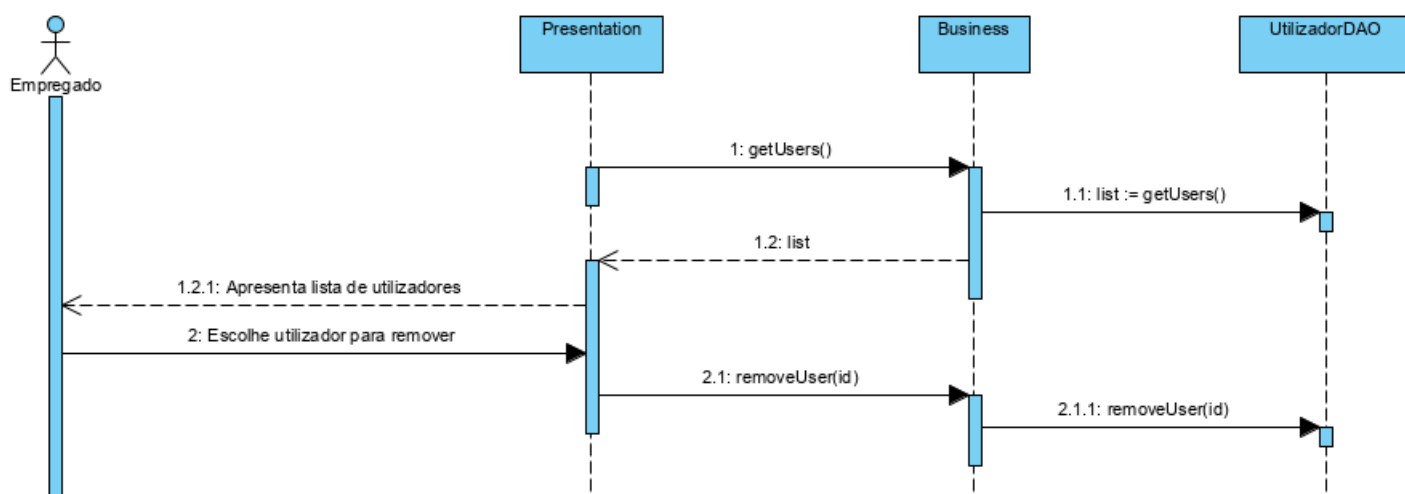 Presentation
Business
UtilizadorDAO
Empregado
1: getUsers()
1.1: list := getUsers()
1.2: list
1.2.1: Apresenta lista de utilizadores
2: Escolhe utilizador para remover
2.1: removeUser(id)
2.1.1: removeUser(id)